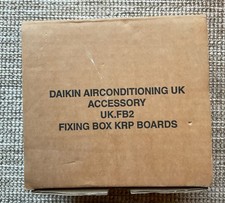 DAIKIN AIRCONDITIONING UK
ACCESSORY
UK.FB2
FIXING BOX KRP BOARDS